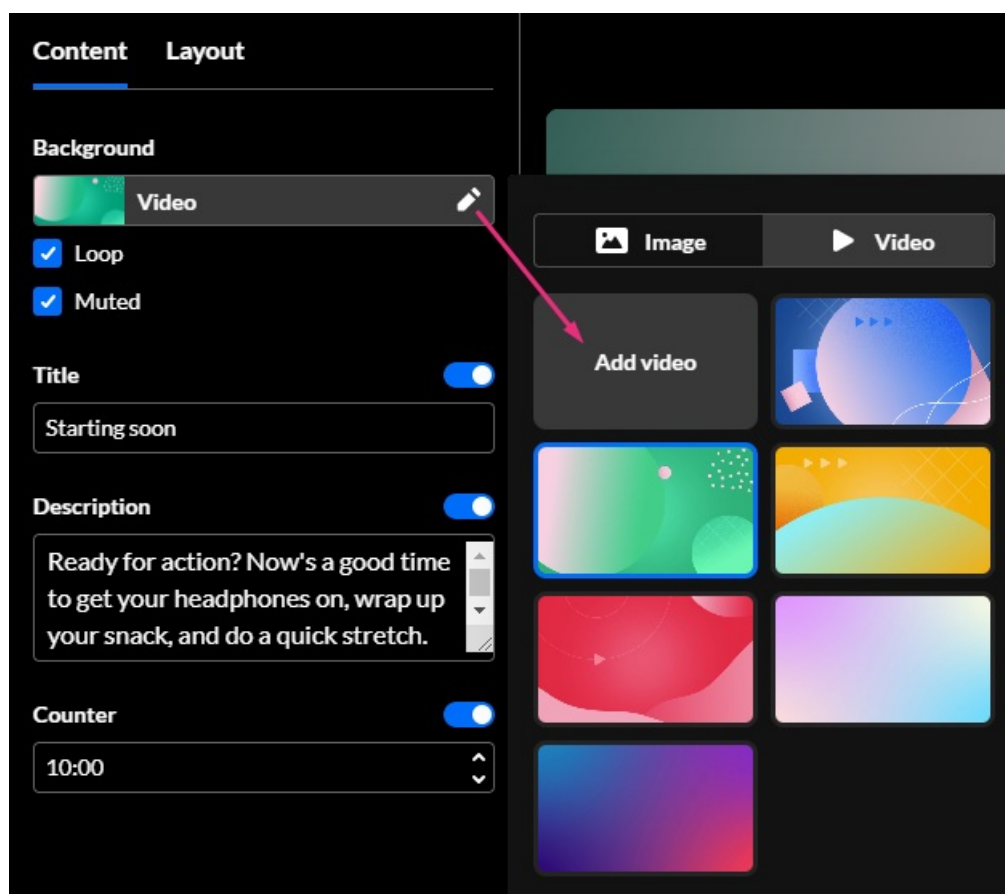 Content Layout
Background
Video
Loop
Muted
Title
Starting soon
Description
Ready for action? Now's a good time
to get your headphones on, wrap up
your snack, and do a quick stretch.
Counter
10:00
Image Video
Add video